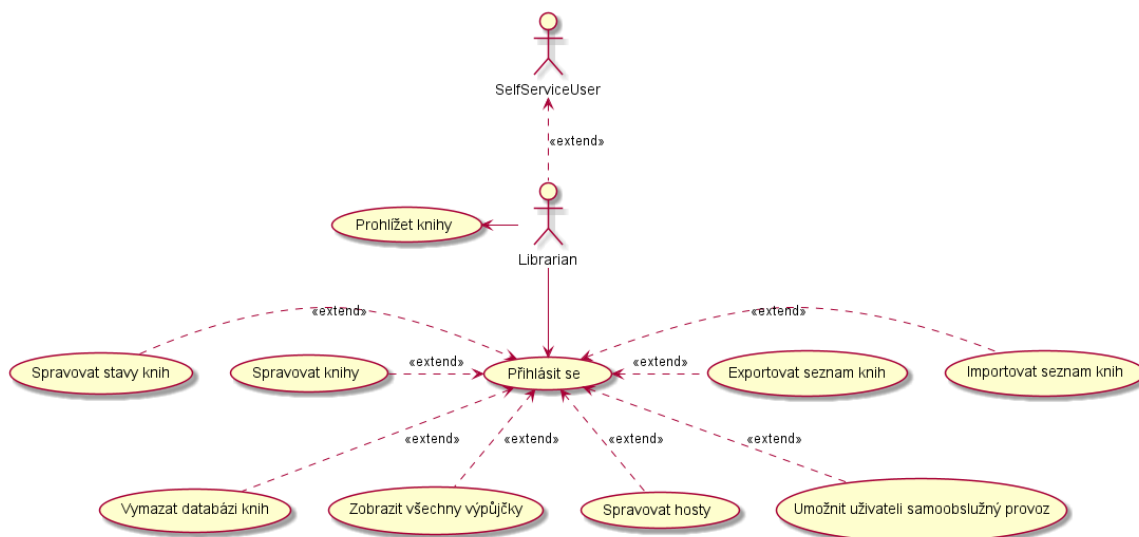 SelfServiceUser
«extend»
Prohlížet knihy
Librarian
«extend»
«extend»
Spravovat stavy knih
Spravovat knihy
«extend»
Přihlásit se
«extend»
Exportovat seznam knih
Importovat seznam knih
«extend»
«extend»
«extend»
«extend»
Vymazat databázi knih
Zobrazit všechny výpůjčky
Spravovat hosty
Umožnit uživateli samoobslužný provoz